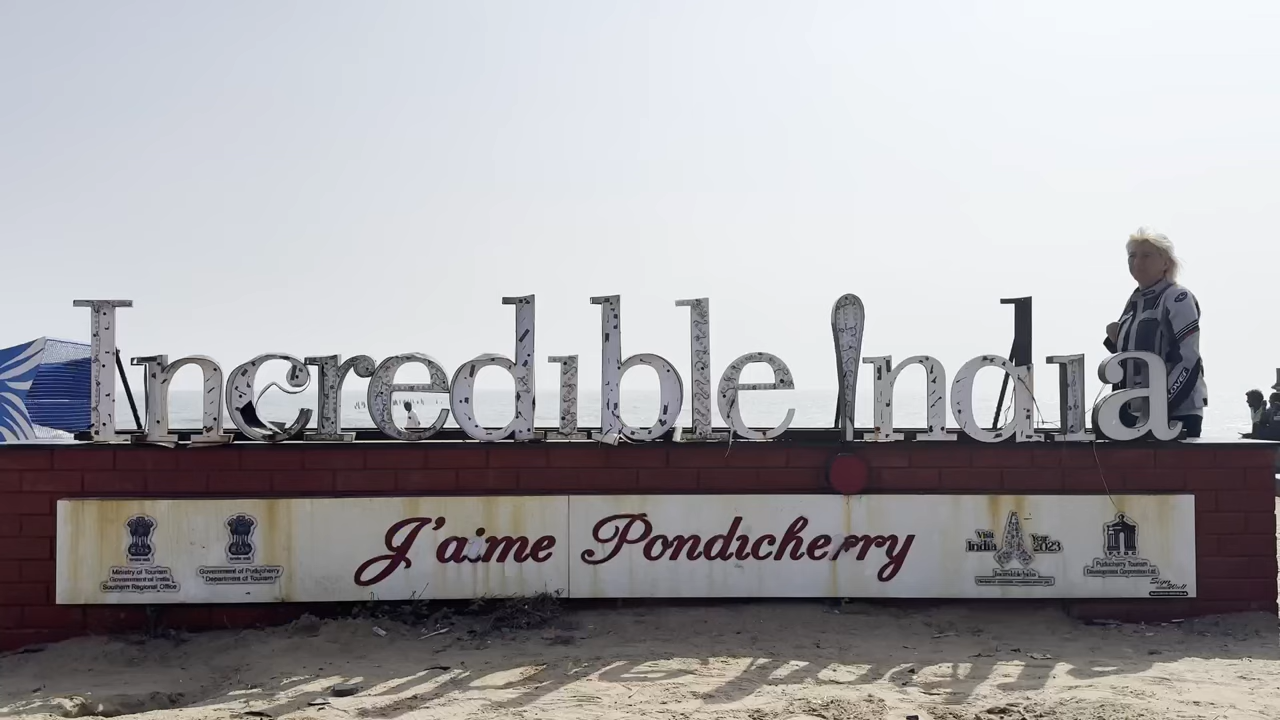 Incredible !ndia
J'aime Pondicherry
Ministry of Tourism
Government of India
Southern Regional Office
Government of Puducherry
Department of Tourism
Visit India Year 2023
Incredible India
Puducherry Tourism
Development Corporation Ltd.